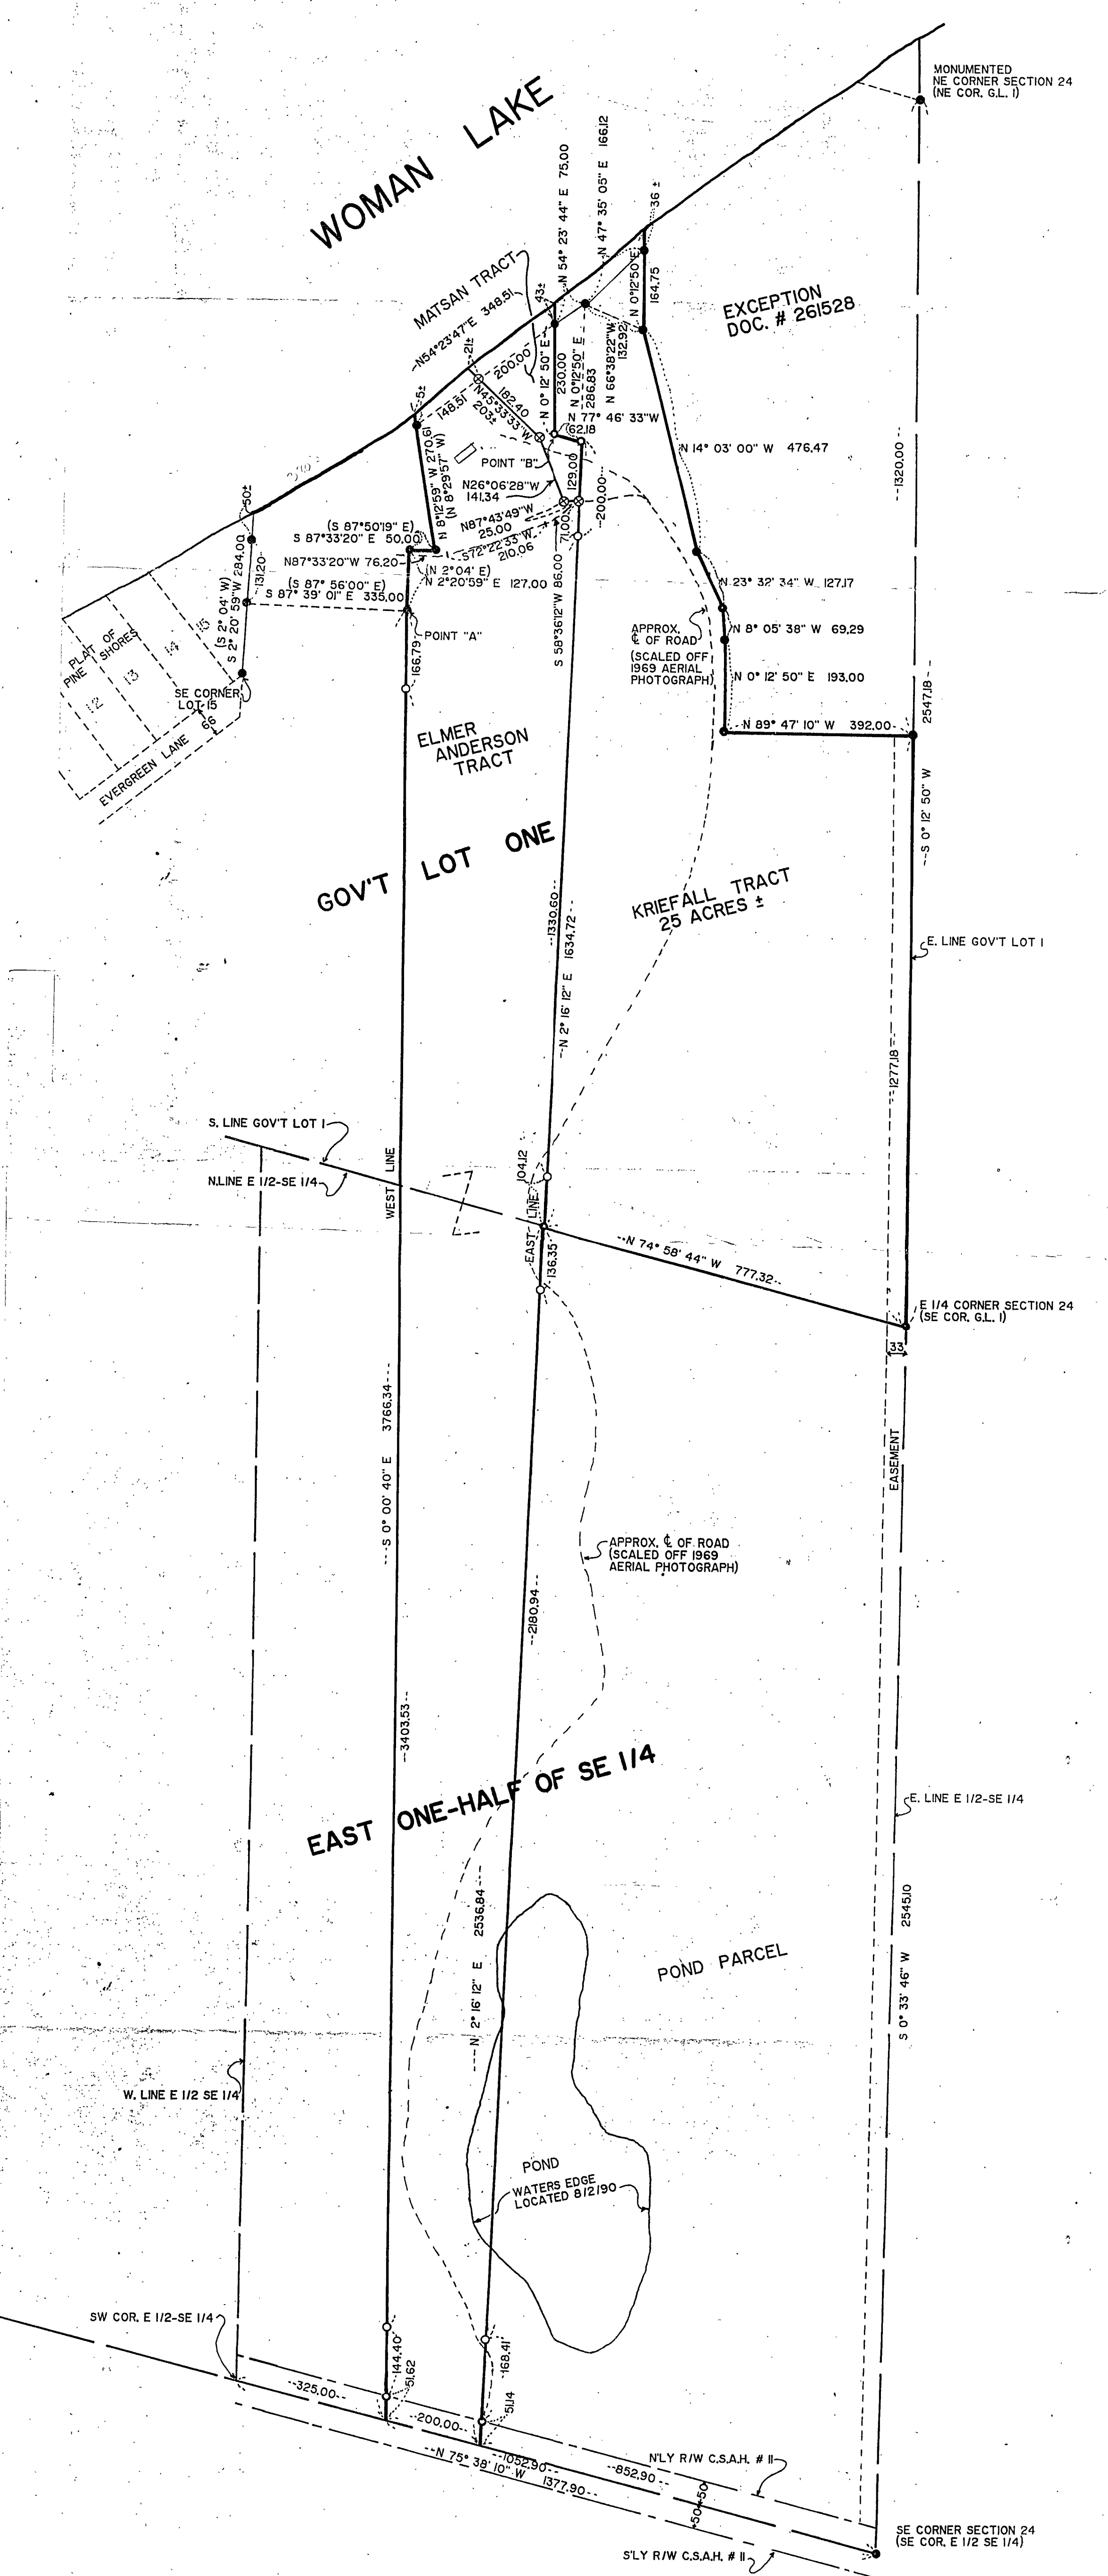 MONUMENTED
NE CORNER SECTION 24
(NE COR. G.L. 1)
WOMAN LAKE
MATSAN TRACT
N 54° 23' 44" E 75.00
N 47° 35' 05" E 166.12
36 ±
N 0°12'50"E
164.75
EXCEPTION
DOC. # 261528
43±
--N54°23'47"E 348.51
--21±
200.00
148.51
--5±
182.40
N45°33'33"W
203±
N 0° 12' 50" E
230.00
N 0°12'50" E
286.83
N 66°38'22"W
132.92
N 77° 46' 33"W
62.18
POINT "B"
129.00
N26°06'28"W
141.34
--200.00--
N 14° 03' 00" W 476.47
--1320.00--
N 8°12'59" W 270.61
(N 8°29'57" W)
N87°43'49"W
25.00
S72°22'33"W
210.06
71.00
S 58°36'12"W 86.00
50±
(S 87°50'19" E)
S 87°33'20" E 50.00
N87°33'20"W 76.20
(N 2°04' E)
N 2°20'59" E 127.00
(S 87° 56'00" E)
S 87° 39' 01" E 335.00
(S 2° 04' W)
S 2° 20' 59"W 284.00
131.20
POINT "A"
166.79
N 23° 32' 34" W 127.17
APPROX.
℄ OF ROAD
(SCALED OFF
1969 AERIAL
PHOTOGRAPH)
N 8° 05' 38" W 69.29
N 0° 12' 50" E 193.00
N 89° 47' 10" W 392.00
2547.18--
--S 0° 12' 50" W
PLAT OF
PINE SHORES
12
13
14
15
SE CORNER
LOT 15
66
EVERGREEN LANE
ELMER
ANDERSON
TRACT
GOV'T LOT ONE
KRIEFALL TRACT
25 ACRES ±
--1330.60--
--N 2° 16' 12" E 1634.72--
E. LINE GOV'T LOT 1
--1277.18--
S. LINE GOV'T LOT 1
N.LINE E 1/2-SE 1/4
WEST LINE
EAST LINE
104.12
136.35
--N 74° 58' 44" W 777.32--
E 1/4 CORNER SECTION 24
(SE COR. G.L. 1)
33
EASEMENT
---S 0° 00' 40" E 3766.34---
APPROX. ℄ OF ROAD
(SCALED OFF 1969
AERIAL PHOTOGRAPH)
--2180.94--
--3403.53--
EAST ONE-HALF OF SE 1/4
E. LINE E 1/2-SE 1/4
----N 2° 16' 12" E 2536.84---
S 0° 33' 46" W 2545.10
POND PARCEL
W. LINE E 1/2 SE 1/4
POND
WATERS EDGE
LOCATED 8/2/90
SW COR. E 1/2-SE 1/4
144.40
51.62
168.41
51.14
--325.00--
--200.00--
--1052.90--
--N 75° 38' 10" W 1377.90--
--852.90--
N'LY R/W C.S.A.H. # 11
50
50
SE CORNER SECTION 24
(SE COR. E 1/2 SE 1/4)
S'LY R/W C.S.A.H. # 11